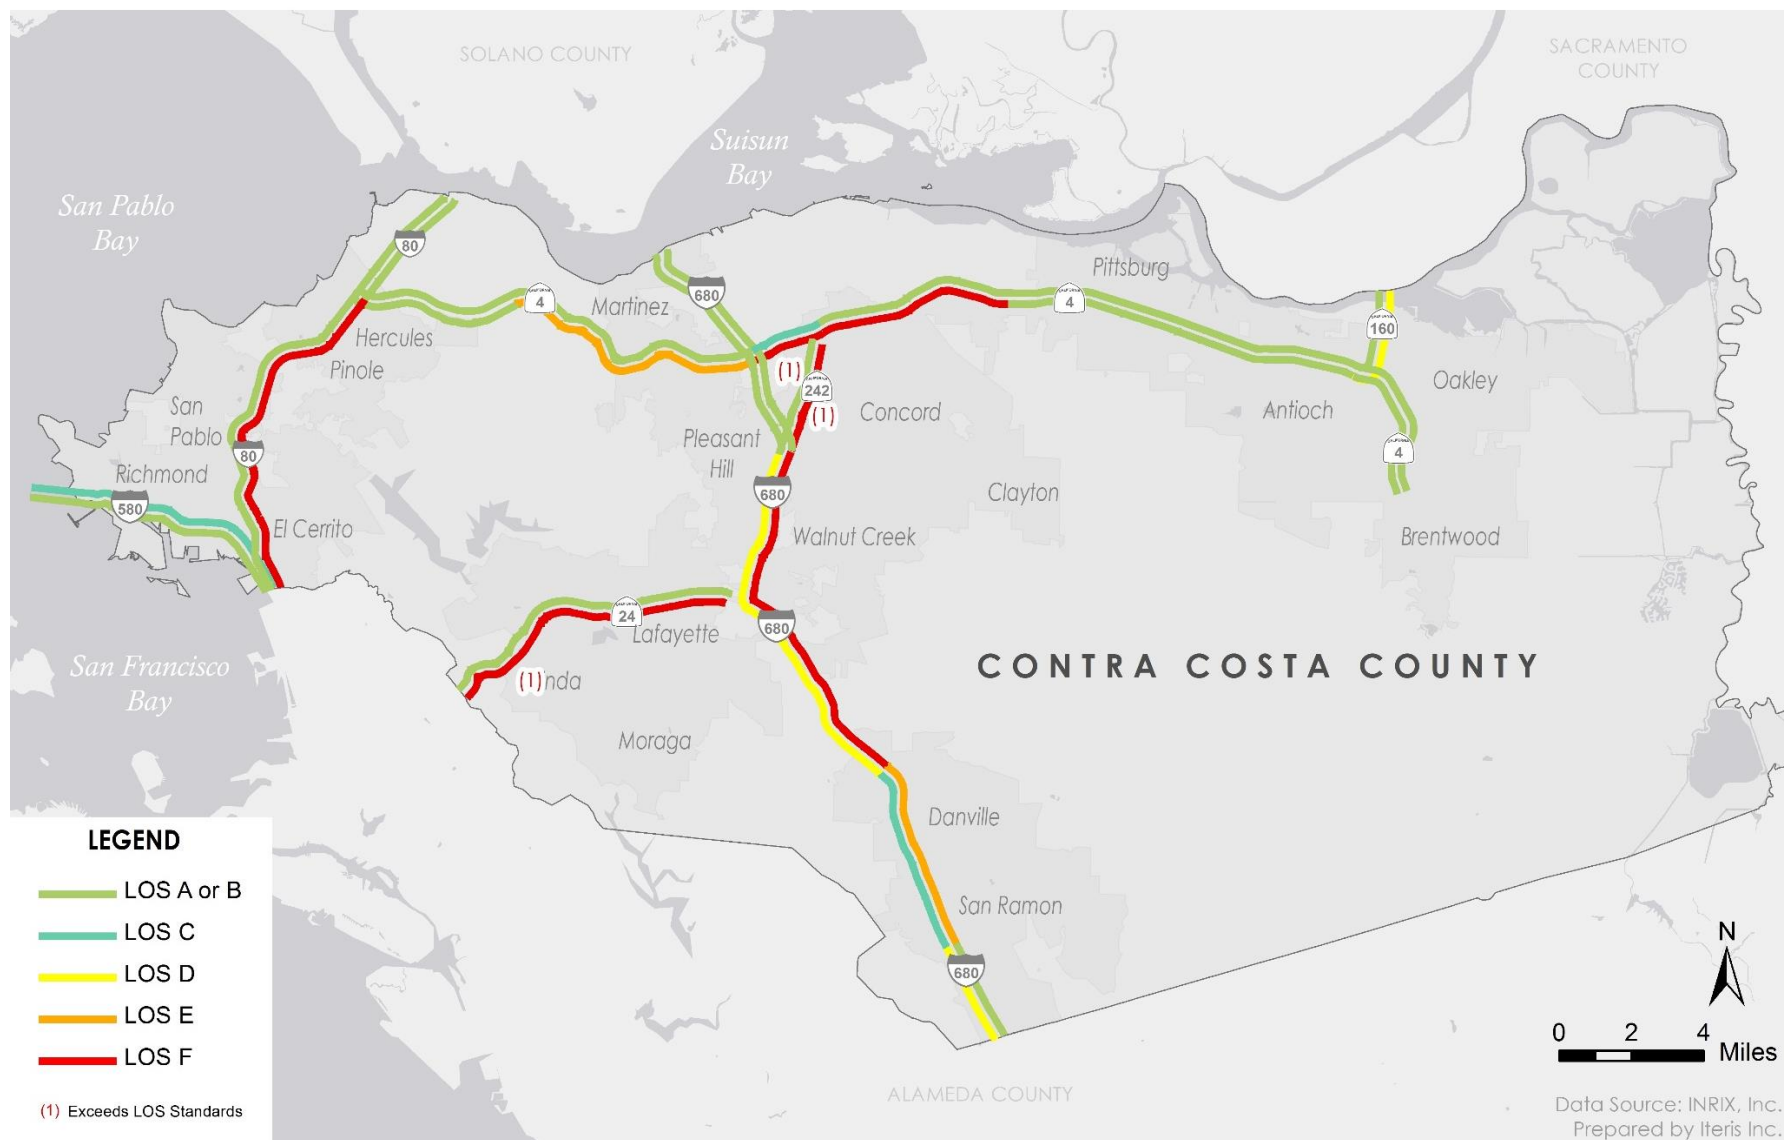 SOLANO COUNTY
SACRAMENTO
COUNTY
Suisun
Bay
San Pablo
Bay
80
680
4
Martinez
Pittsburg
4
160
Hercules
Pinole
(1)
242
(1)
Concord
Oakley
Antioch
San
Pablo
80
Pleasant
Hill
4
Richmond
580
680
Clayton
El Cerrito
Walnut Creek
Brentwood
24
Lafayette
680
San Francisco
Bay
(1)nda
CONTRA COSTA COUNTY
Moraga
Danville
San Ramon
680
LEGEND
LOS A or B
LOS C
LOS D
LOS E
LOS F
(1) Exceeds LOS Standards
N
0 2 4
Miles
ALAMEDA COUNTY
Data Source: INRIX, Inc.
Prepared by Iteris Inc.